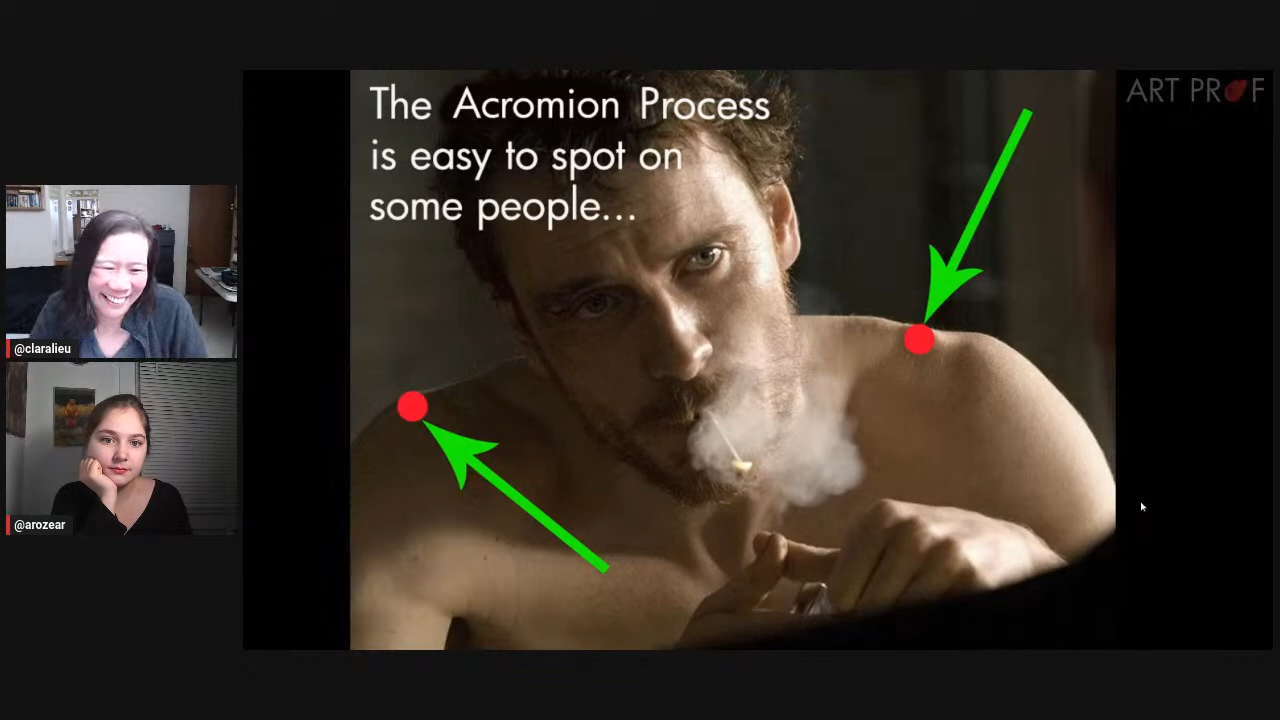 The Acromion Process
is easy to spot on
some people...
ART PROF
@claralieu
@arozear